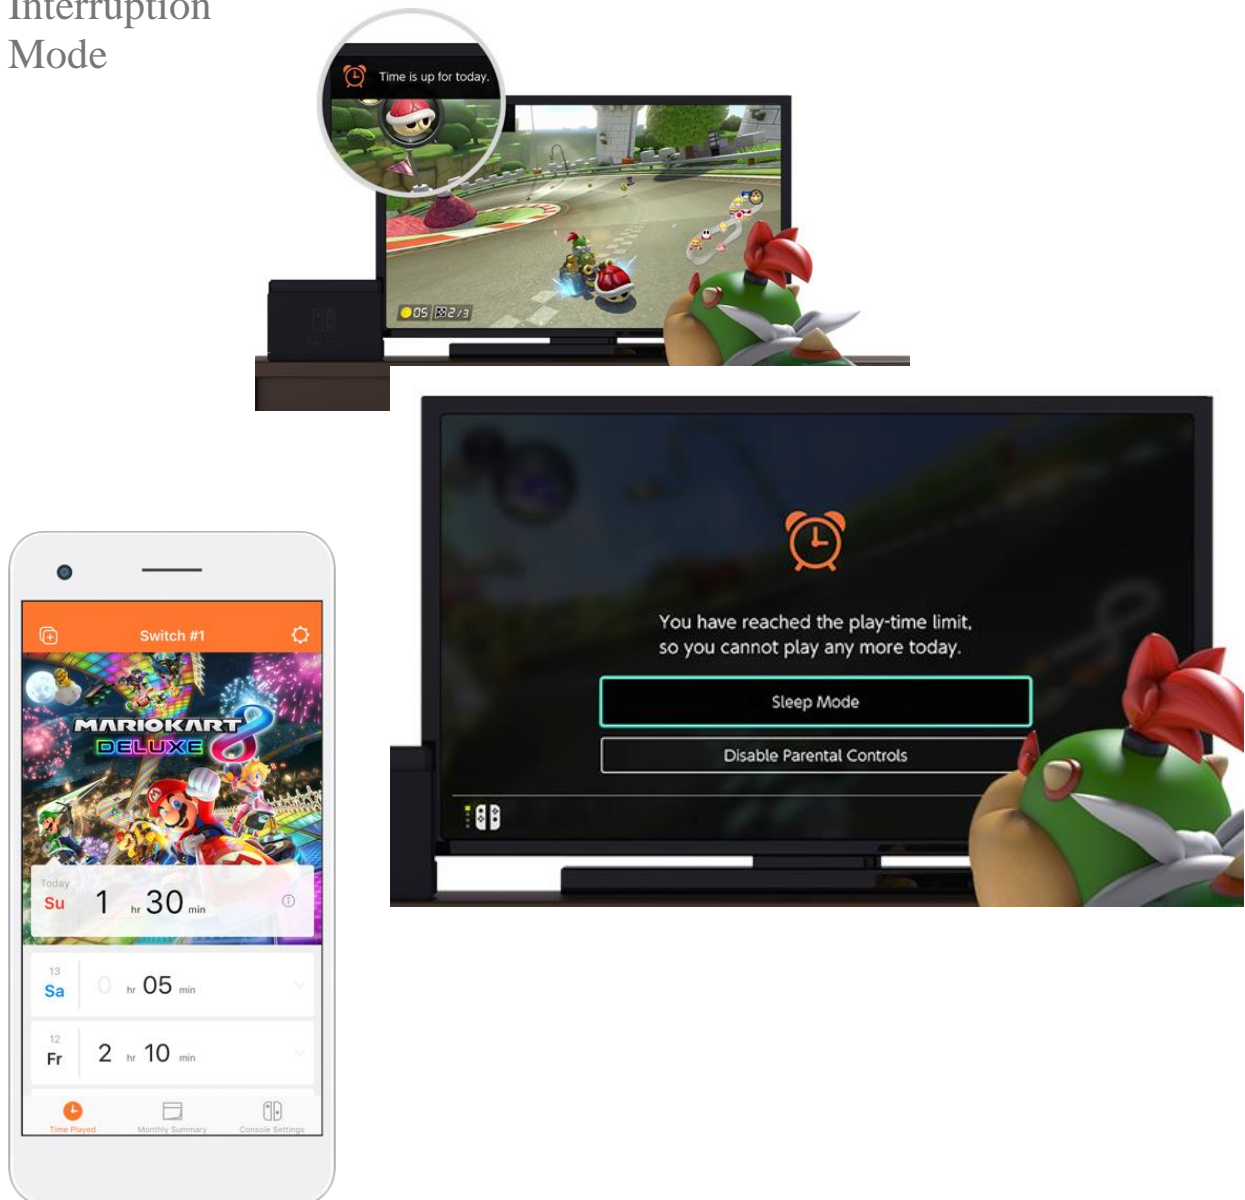 Interruption
Mode
Time is up for today.
05 2/3
You have reached the play-time limit,
so you cannot play any more today.
Sleep Mode
Disable Parental Controls
Switch #1
MARIOKART 8
DELUXE
Today
Su 1 hr 30 min
13
Sa 0 hr 05 min
12
Fr 2 hr 10 min
Time Played Monthly Summary Console Settings